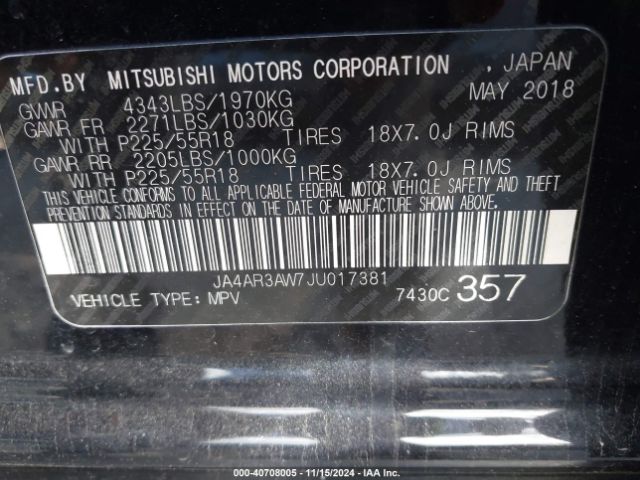 MFD.BY MITSUBISHI MOTORS CORPORATION , JAPAN
GVWR 4343LBS/1970KG MAY 2018
GAWR FR 2271LBS/1030KG
WITH P225/55R18 TIRES 18X7.0J RIMS
GAWR RR 2205LBS/1000KG
WITH P225/55R18 TIRES 18X7.0J RIMS
THIS VEHICLE CONFORMS TO ALL APPLICABLE FEDERAL MOTOR VEHICLE SAFETY AND THEFT
PREVENTION STANDARDS IN EFFECT ON THE DATE OF MANUFACTURE SHOWN ABOVE.
JA4AR3AW7JU017381
VEHICLE TYPE: MPV 7430C 357
000-40708005 - 11/15/2024 - IAA Inc.